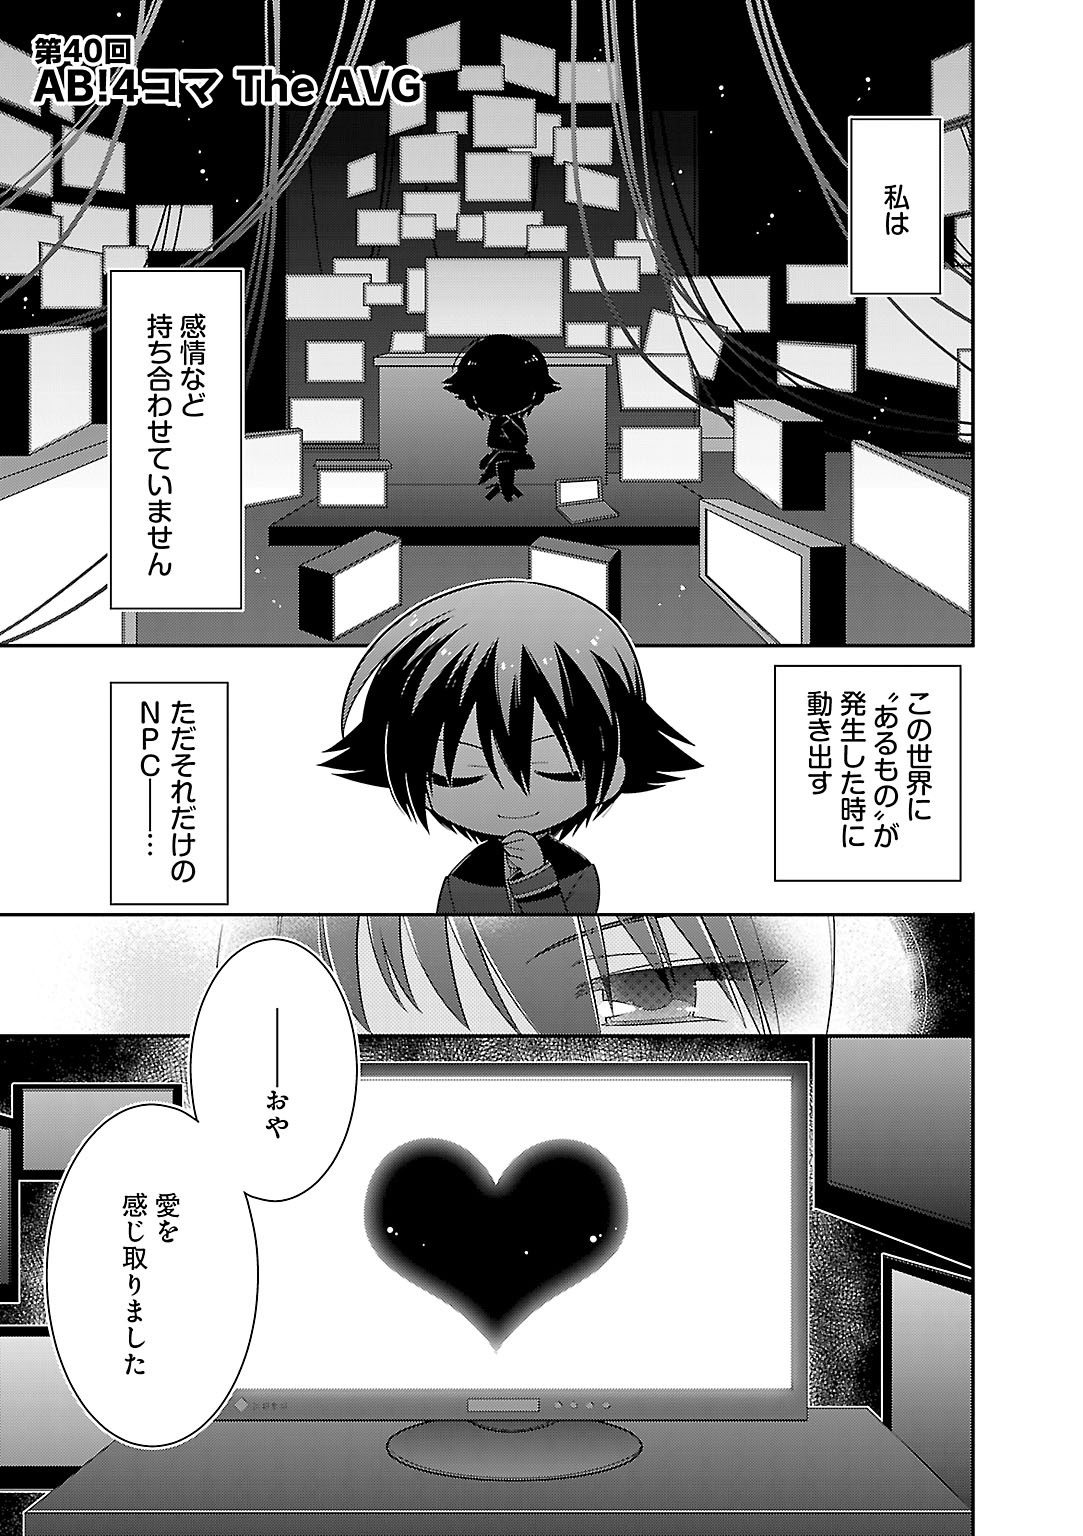 第40回
AB!4コマ The AVG
私は
感情など
持ち合わせていません
この世界に
〝あるもの〟が
発生した時に
動き出す
ただそれだけの
NPC――…
――おや
愛を
感じ取りました